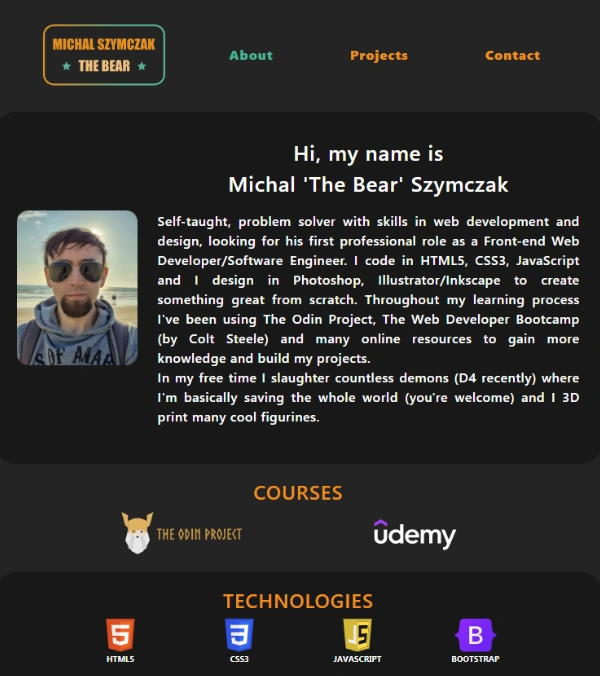 MICHAL SZYMCZAK
THE BEAR
About
Projects
Contact
Hi, my name is
Michal 'The Bear' Szymczak
Self-taught, problem solver with skills in web development and
design, looking for his first professional role as a Front-end Web
Developer/Software Engineer. I code in HTML5, CSS3, JavaScript
and I design in Photoshop, Illustrator/Inkscape to create
something great from scratch. Throughout my learning process
I've been using The Odin Project, The Web Developer Bootcamp
(by Colt Steele) and many online resources to gain more
knowledge and build my projects.
In my free time I slaughter countless demons (D4 recently) where
I'm basically saving the whole world (you're welcome) and I 3D
print many cool figurines.
COURSES
THE ODIN PROJECT
ûdemy
TECHNOLOGIES
5
3
JS
B
HTML5
CSS3
JAVASCRIPT
BOOTSTRAP